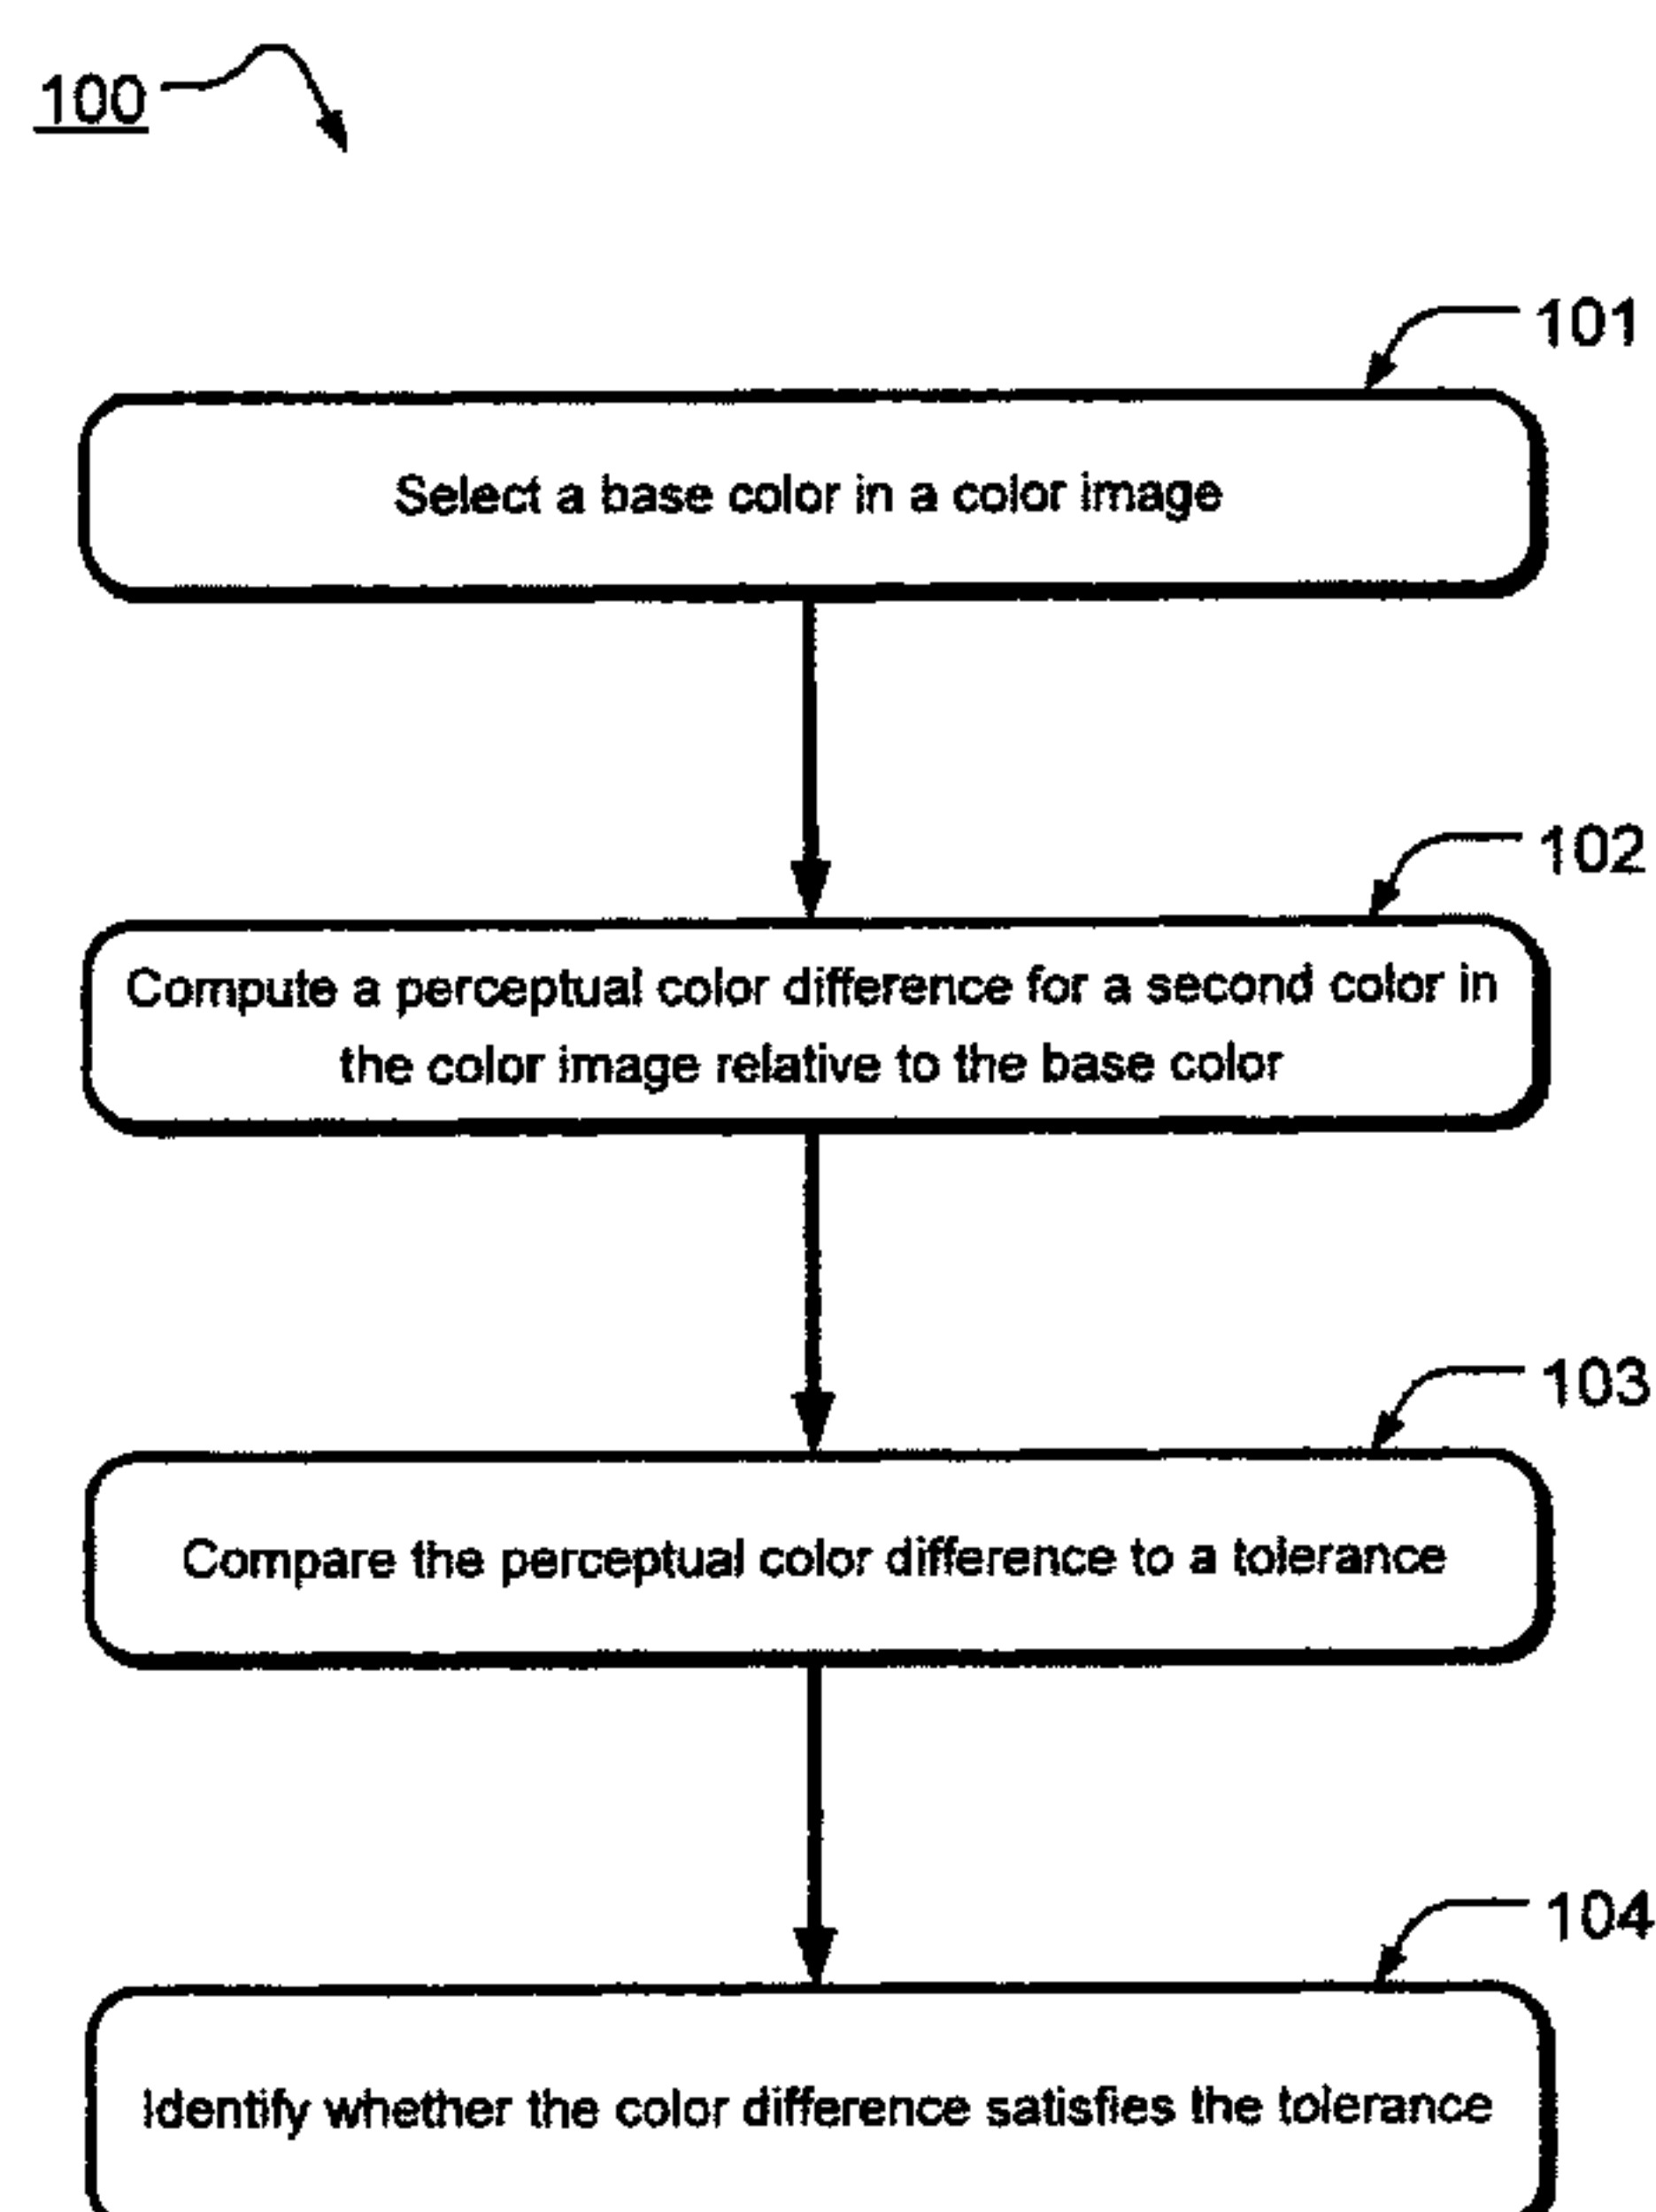 100
101
Select a base color in a color image
102
Compute a perceptual color difference for a second color in
the color image relative to the base color
103
Compare the perceptual color difference to a tolerance
104
Identify whether the color difference satisfies the tolerance